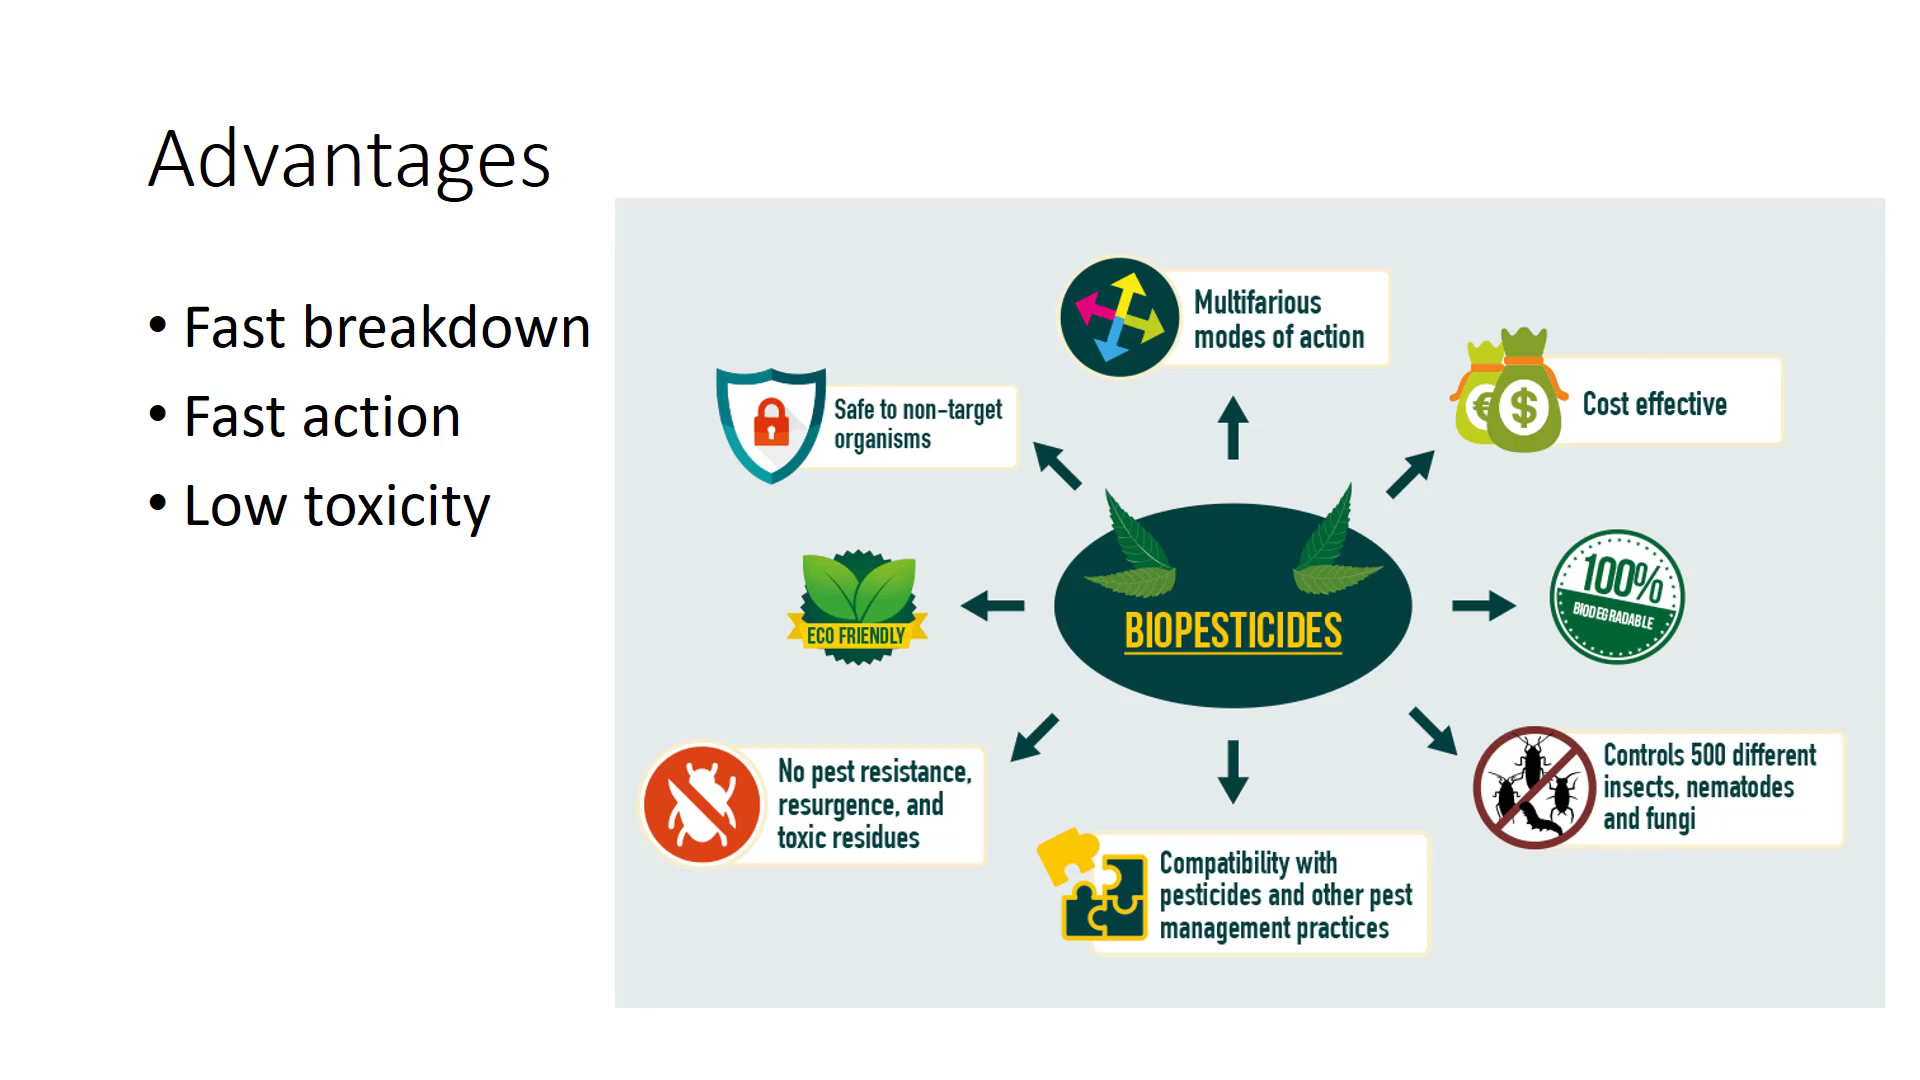 Advantages
• Fast breakdown
• Fast action
• Low toxicity
Multifarious
modes of action
€
$
Cost effective
Safe to non-target
organisms
100%
BIODEGRADABLE
ECO FRIENDLY
BIOPESTICIDES
No pest resistance,
resurgence, and
toxic residues
Controls 500 different
insects, nematodes
and fungi
Compatibility with
pesticides and other pest
management practices